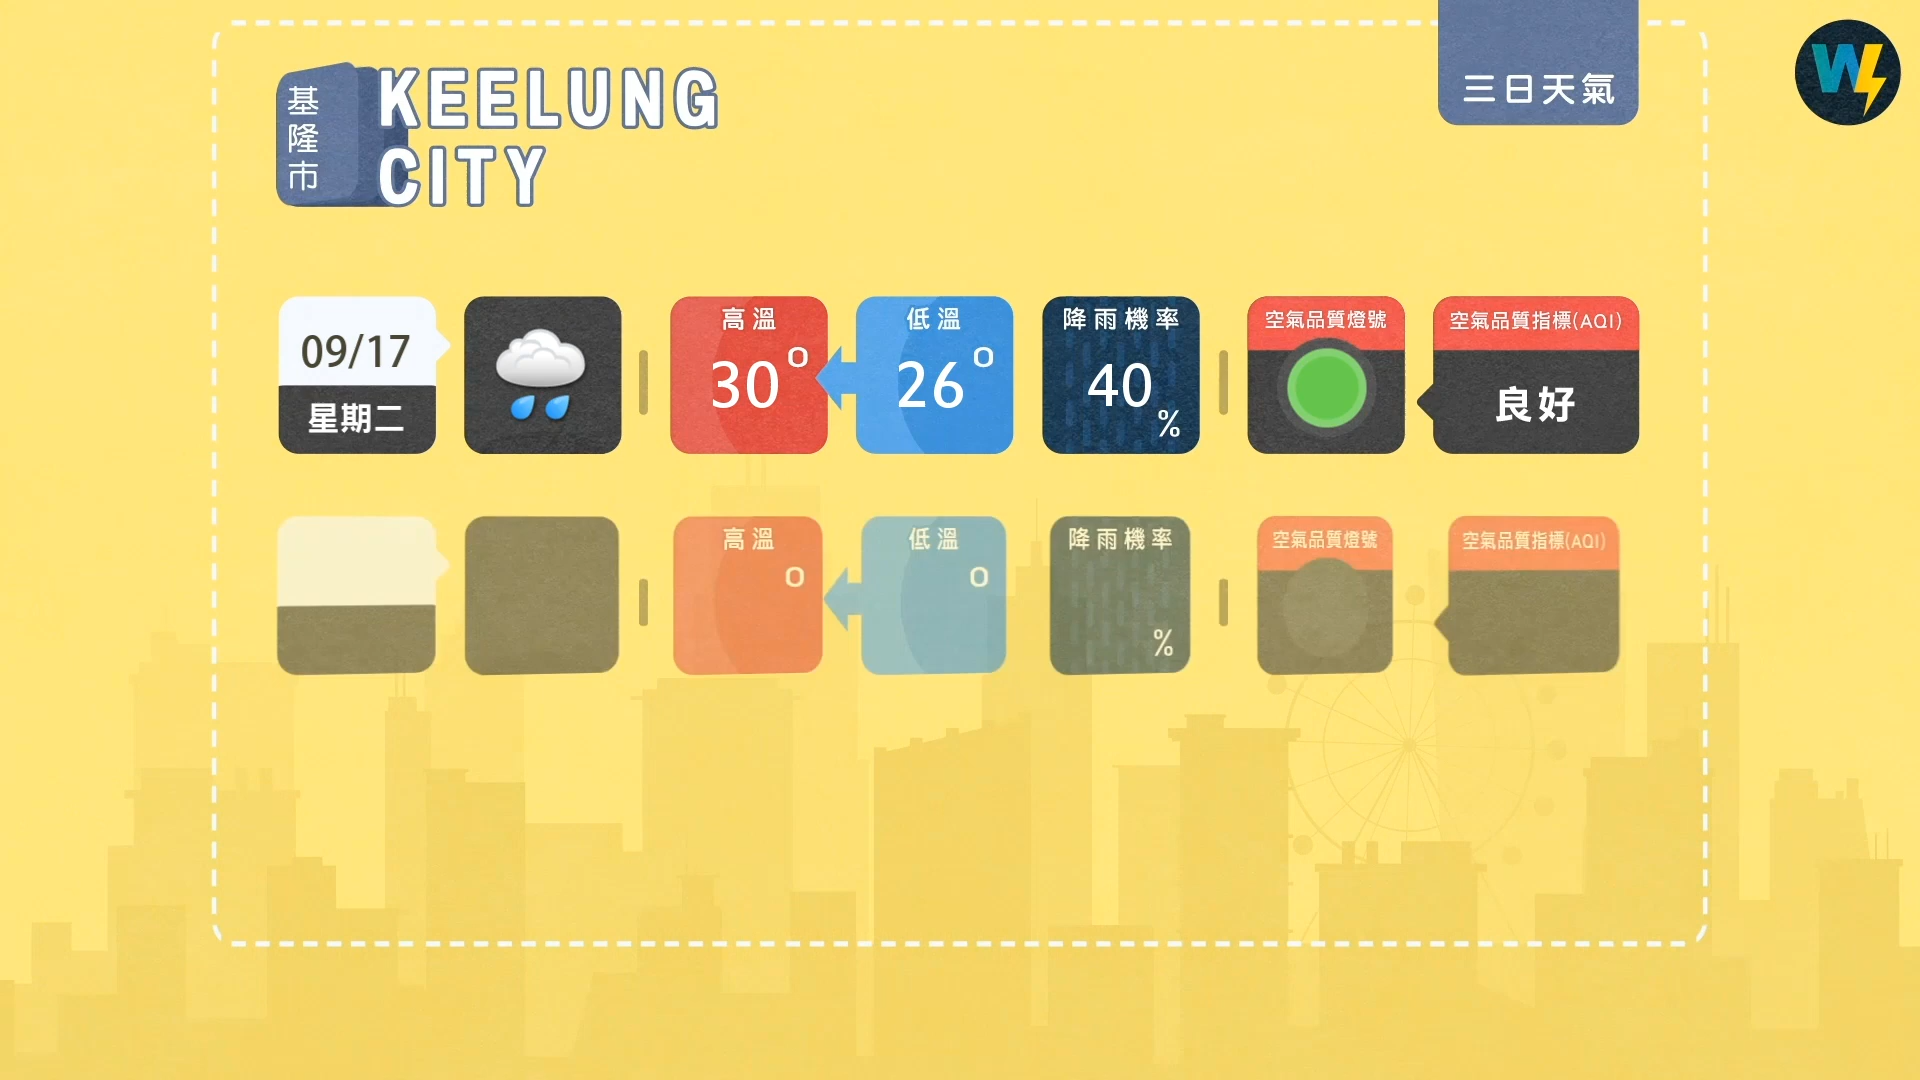 基隆市
KEELUNG
CITY
三日天氣
W
09/17
星期二
高溫
30°
低溫
26°
降雨機率
40%
空氣品質燈號
空氣品質指標(AQI)
良好
高溫
°
低溫
°
降雨機率
%
空氣品質燈號
空氣品質指標(AQI)